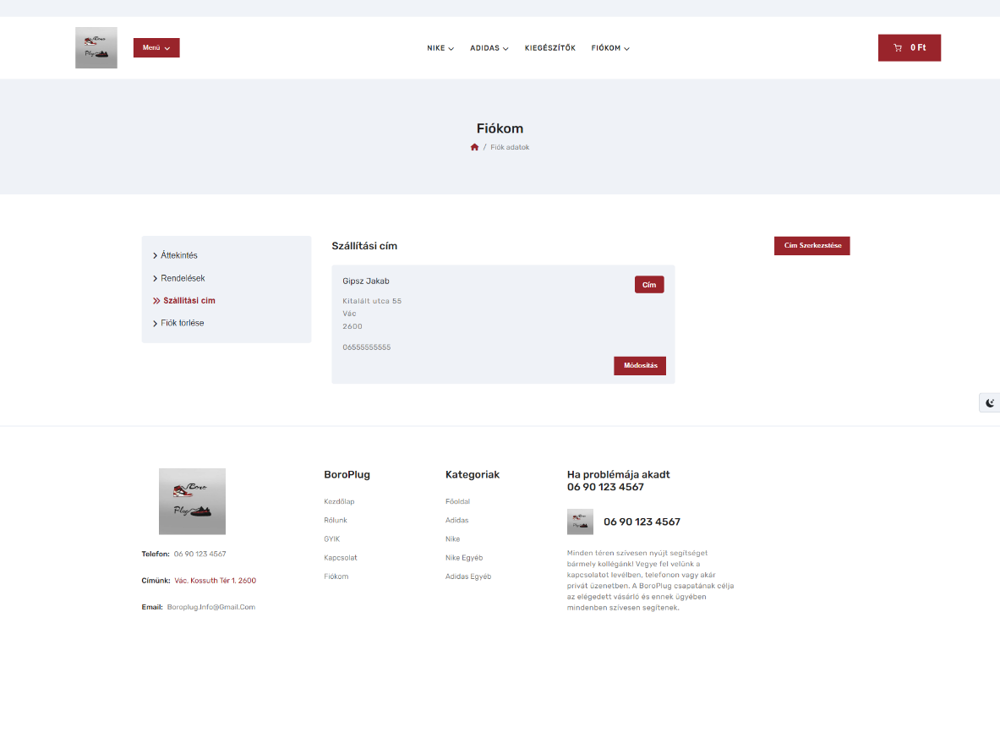 Boro
Plug
Menü
NIKE
ADIDAS
KIEGÉSZÍTŐK
FIÓKOM
0 Ft
Fiókom
/ Fiók adatok
Áttekintés
Rendelések
Szállítási cím
Fiók törlése
Szállítási cím
Cím Szerkezstése
Gipsz Jakab
Cím
Kitalált utca 55
Vác
2600
06555555555
Módosítás
Boro
Plug
Telefon: 06 90 123 4567
Címünk: Vác. Kossuth Tér 1, 2600
Email: Boroplug.Info@Gmail.Com
BoroPlug
Kezdőlap
Rólunk
GYIK
Kapcsolat
Fiókom
Kategoriak
Főoldal
Adidas
Nike
Nike Egyéb
Adidas Egyéb
Ha problémája akadt
06 90 123 4567
Boro
Plug
06 90 123 4567
Minden téren szívesen nyújt segítséget
bármely kollégánk! Vegye fel velünk a
kapcsolatot levélben, telefonon vagy akár
privát üzenetben. A BoroPlug csapatának célja
az elégedett vásárló és ennek ügyében
mindenben szívesen segítenek.